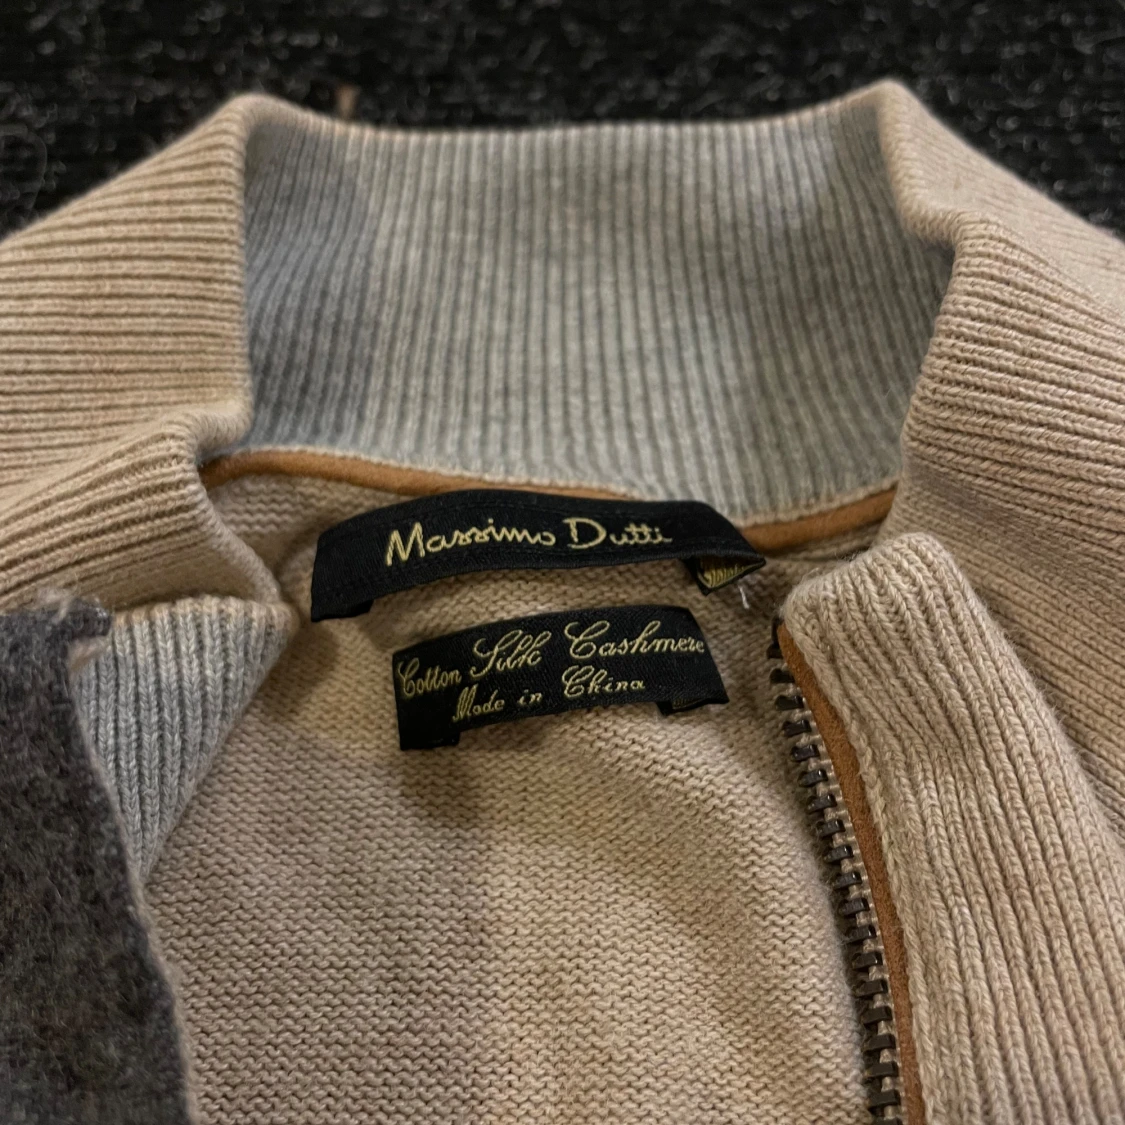 Massimo Dutti
Cotton Silk Cashmere
Made in China